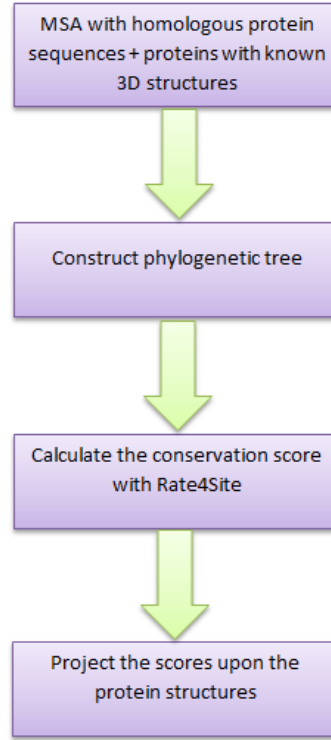 MSA with homologous protein
sequences + proteins with known
3D structures
Construct phylogenetic tree
Calculate the conservation score
with Rate4Site
Project the scores upon the
protein structures